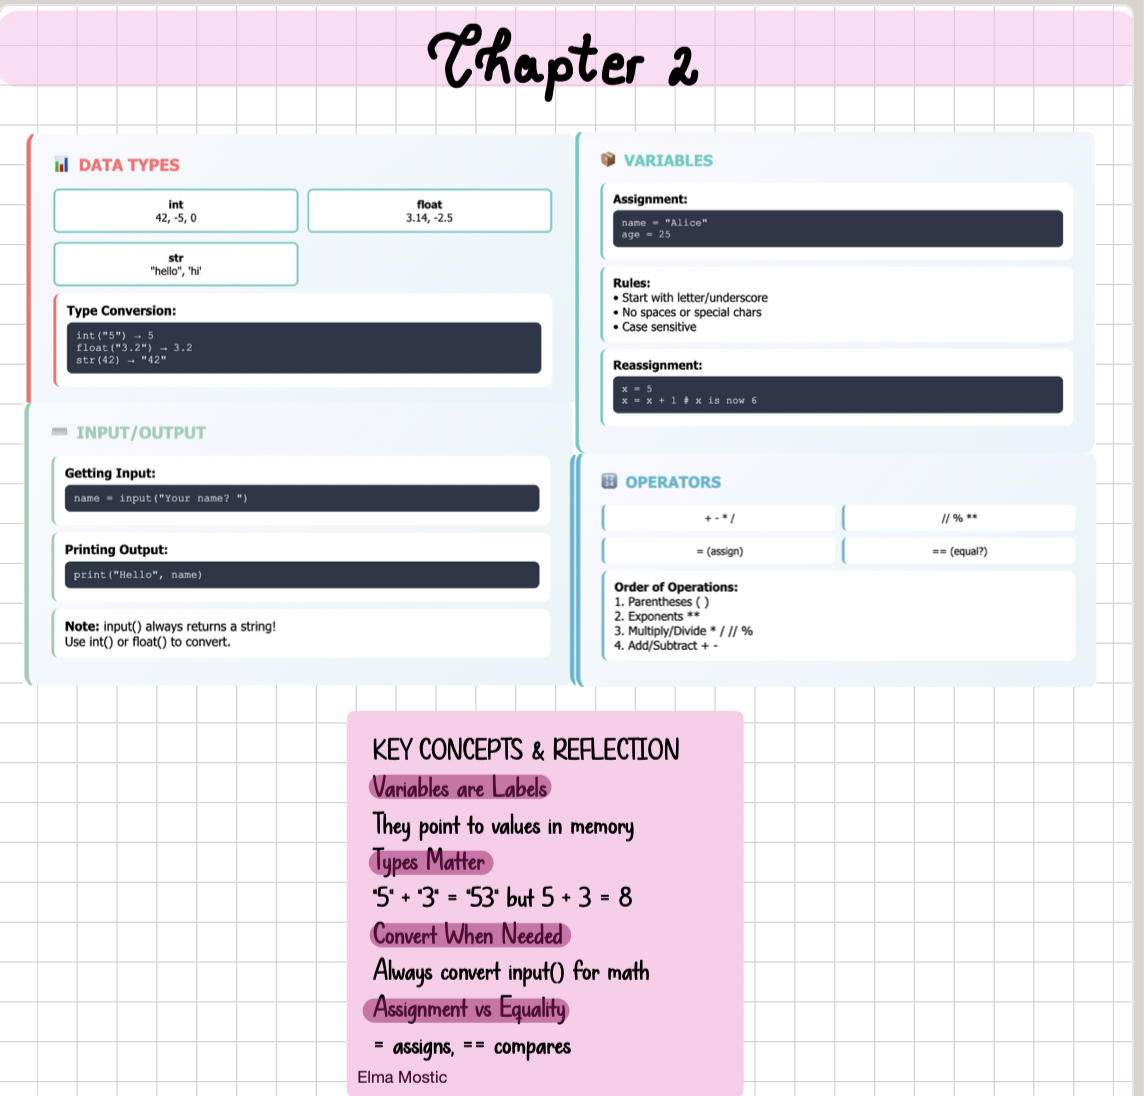 Chapter 2
DATA TYPES
int
42, -5, 0
float
3.14, -2.5
str
"hello", 'hi'
Type Conversion:
int("5") → 5
float("3.2") → 3.2
str(42) → "42"
VARIABLES
Assignment:
name = "Alice"
age = 25
Rules:
• Start with letter/underscore
• No spaces or special chars
• Case sensitive
Reassignment:
x = 5
x = x + 1 # x is now 6
INPUT/OUTPUT
Getting Input:
name = input("Your name? ")
Printing Output:
print("Hello", name)
Note: input() always returns a string!
Use int() or float() to convert.
OPERATORS
+ - * /
// % **
= (assign)
== (equal?)
Order of Operations:
1. Parentheses ( )
2. Exponents **
3. Multiply/Divide * / // %
4. Add/Subtract + -
KEY CONCEPTS & REFLECTION
Variables are Labels
They point to values in memory
Types Matter
"5" + "3" = "53" but 5 + 3 = 8
Convert When Needed
Always convert input() for math
Assignment vs Equality
= assigns, == compares
Elma Mostic